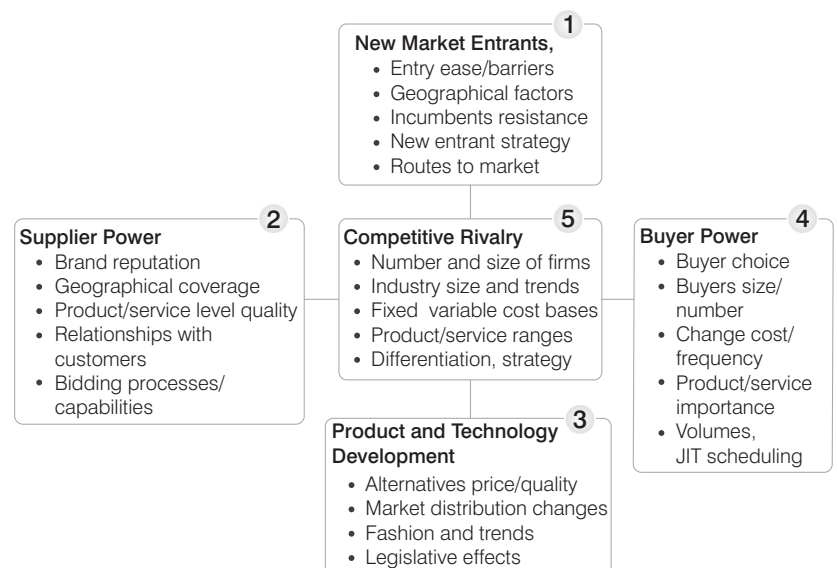 1
New Market Entrants,
• Entry ease/barriers
• Geographical factors
• Incumbents resistance
• New entrant strategy
• Routes to market
2
Supplier Power
• Brand reputation
• Geographical coverage
• Product/service level quality
• Relationships with
customers
• Bidding processes/
capabilities
5
Competitive Rivalry
• Number and size of firms
• Industry size and trends
• Fixed variable cost bases
• Product/service ranges
• Differentiation, strategy
4
Buyer Power
• Buyer choice
• Buyers size/
number
• Change cost/
frequency
• Product/service
importance
• Volumes,
JIT scheduling
3
Product and Technology
Development
• Alternatives price/quality
• Market distribution changes
• Fashion and trends
• Legislative effects